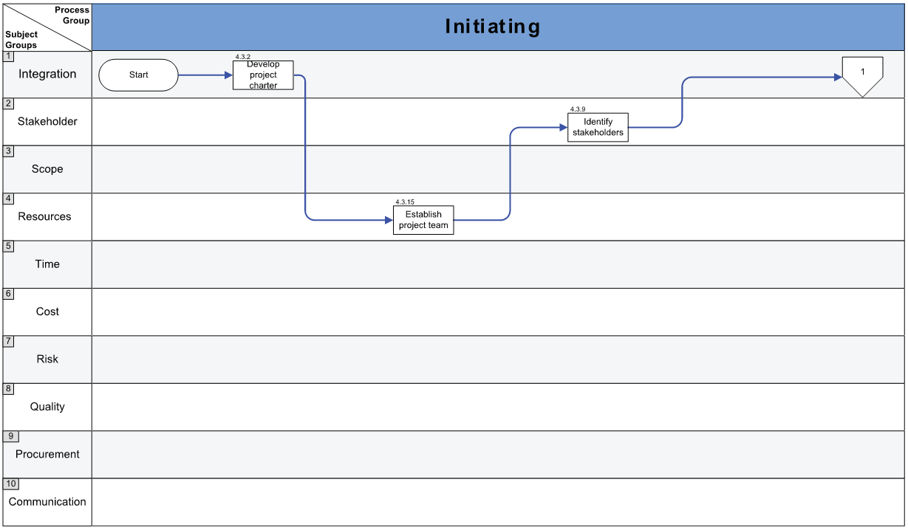 Process
Group
Subject
Groups
Initiating
1
Integration
Start
4.3.2
Develop
project
charter
1
2
Stakeholder
4.3.9
Identify
stakeholders
3
Scope
4
Resources
4.3.15
Establish
project team
5
Time
6
Cost
7
Risk
8
Quality
9
Procurement
10
Communication